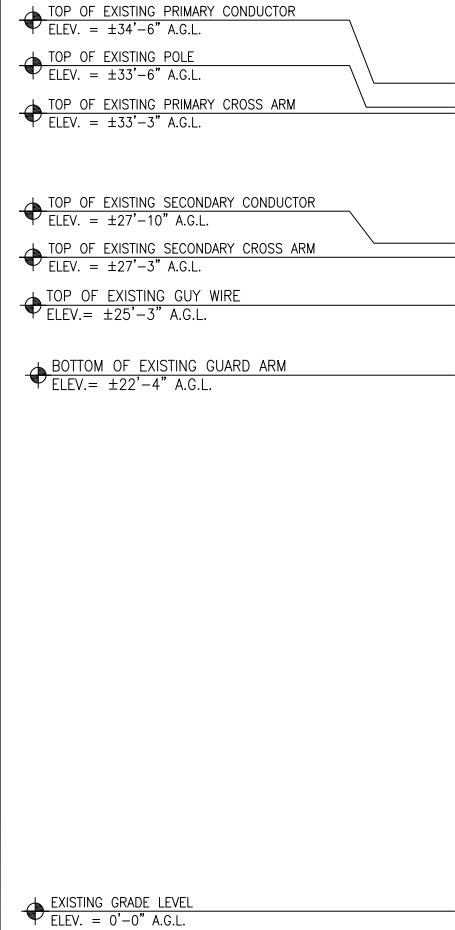 TOP OF EXISTING PRIMARY CONDUCTOR
ELEV. = ±34'-6" A.G.L.
TOP OF EXISTING POLE
ELEV. = ±33'-6" A.G.L.
TOP OF EXISTING PRIMARY CROSS ARM
ELEV. = ±33'-3" A.G.L.
TOP OF EXISTING SECONDARY CONDUCTOR
ELEV. = ±27'-10" A.G.L.
TOP OF EXISTING SECONDARY CROSS ARM
ELEV. = ±27'-3" A.G.L.
TOP OF EXISTING GUY WIRE
ELEV.= ±25'-3" A.G.L.
BOTTOM OF EXISTING GUARD ARM
ELEV.= ±22'-4" A.G.L.
EXISTING GRADE LEVEL
ELEV. = 0'-0" A.G.L.